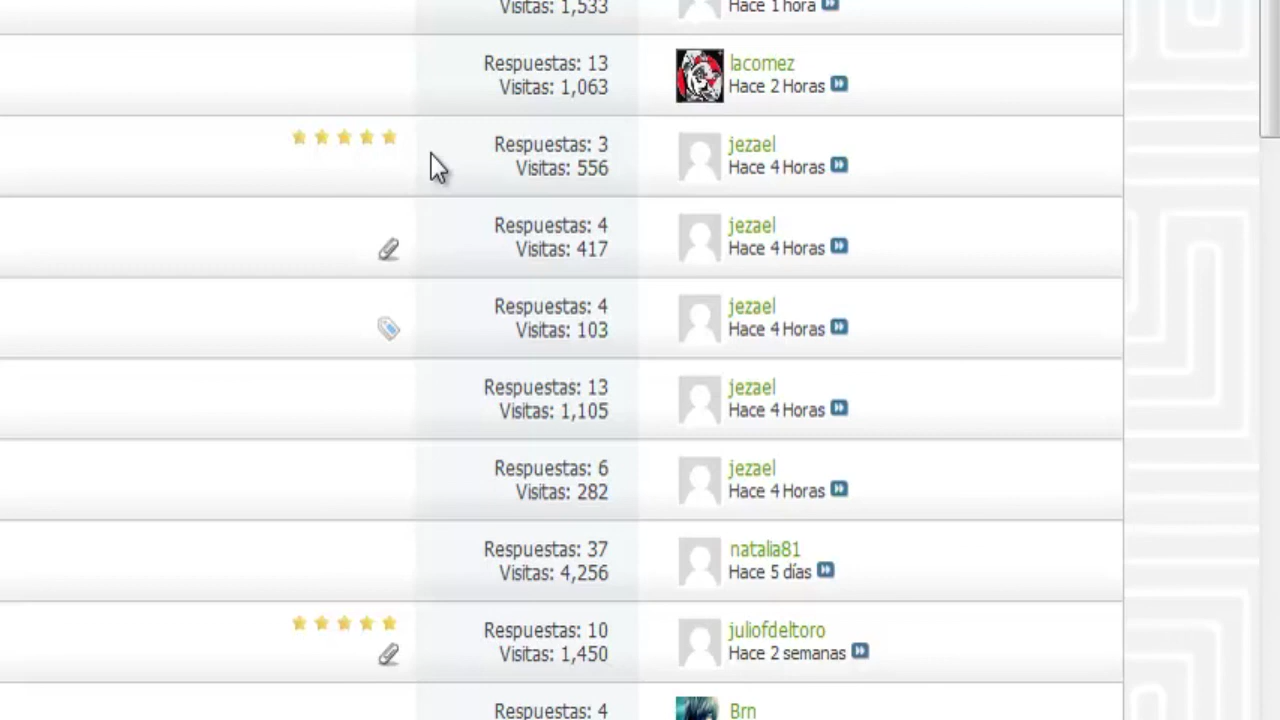 Visitas: 1,533
Hace 1 hora
Respuestas: 13
lacomez
Visitas: 1,063
Hace 2 Horas
Respuestas: 3
jezael
Visitas: 556
Hace 4 Horas
Respuestas: 4
jezael
Visitas: 417
Hace 4 Horas
Respuestas: 4
jezael
Visitas: 103
Hace 4 Horas
Respuestas: 13
jezael
Visitas: 1,105
Hace 4 Horas
Respuestas: 6
jezael
Visitas: 282
Hace 4 Horas
Respuestas: 37
natalia81
Visitas: 4,256
Hace 5 días
Respuestas: 10
juliofdeltoro
Visitas: 1,450
Hace 2 semanas
Respuestas: 4
Brn